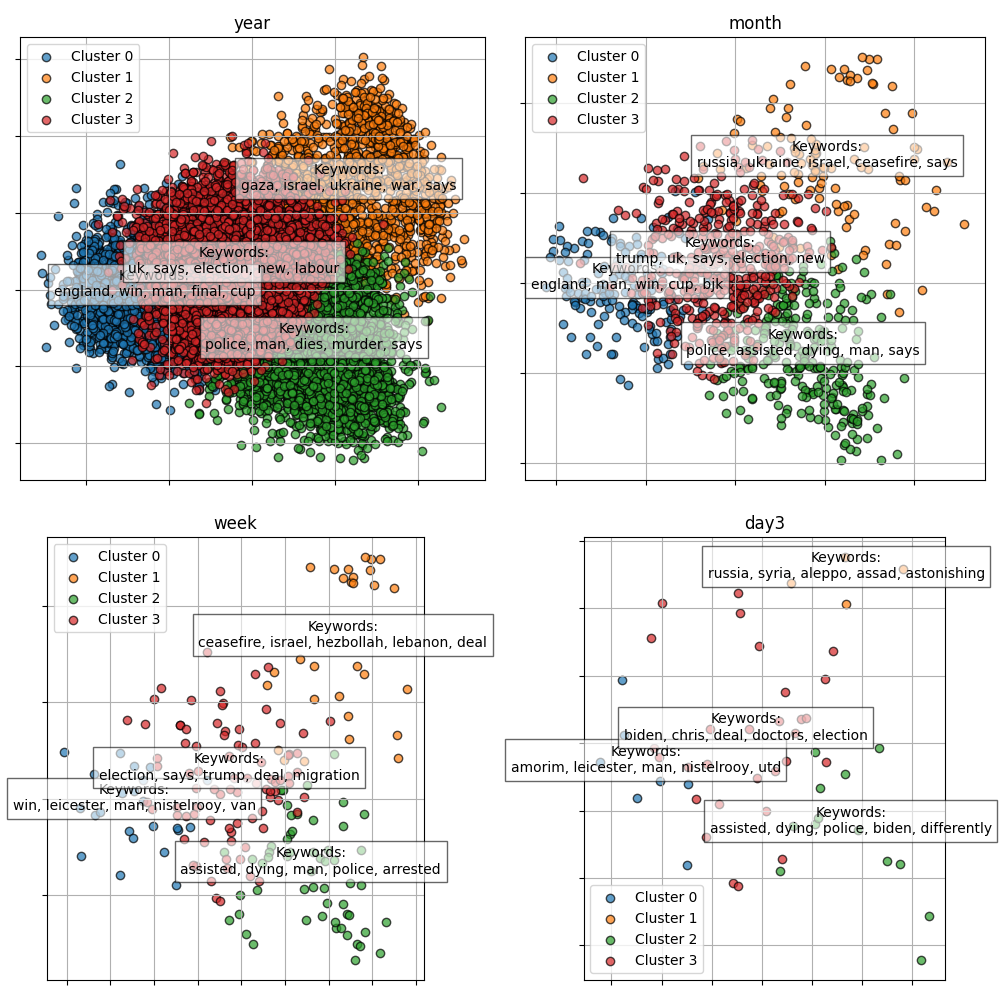 year
Cluster 0
Cluster 1
Cluster 2
Cluster 3
Keywords:
gaza, israel, ukraine, war, says
Keywords:
uk, says, election, new, labour
Keywords:
england, win, man, final, cup
Keywords:
police, man, dies, murder, says
month
Cluster 0
Cluster 1
Cluster 2
Cluster 3
Keywords:
russia, ukraine, israel, ceasefire, says
Keywords:
trump, uk, says, election, new
Keywords:
england, man, win, cup, bjk
Keywords:
police, assisted, dying, man, says
week
Cluster 0
Cluster 1
Cluster 2
Cluster 3
Keywords:
ceasefire, israel, hezbollah, lebanon, deal
Keywords:
election, says, trump, deal, migration
Keywords:
win, leicester, man, nistelrooy, van
Keywords:
assisted, dying, man, police, arrested
day3
Keywords:
russia, syria, aleppo, assad, astonishing
Keywords:
biden, chris, deal, doctors, election
Keywords:
amorim, leicester, man, nistelrooy, utd
Keywords:
assisted, dying, police, biden, differently
Cluster 0
Cluster 1
Cluster 2
Cluster 3